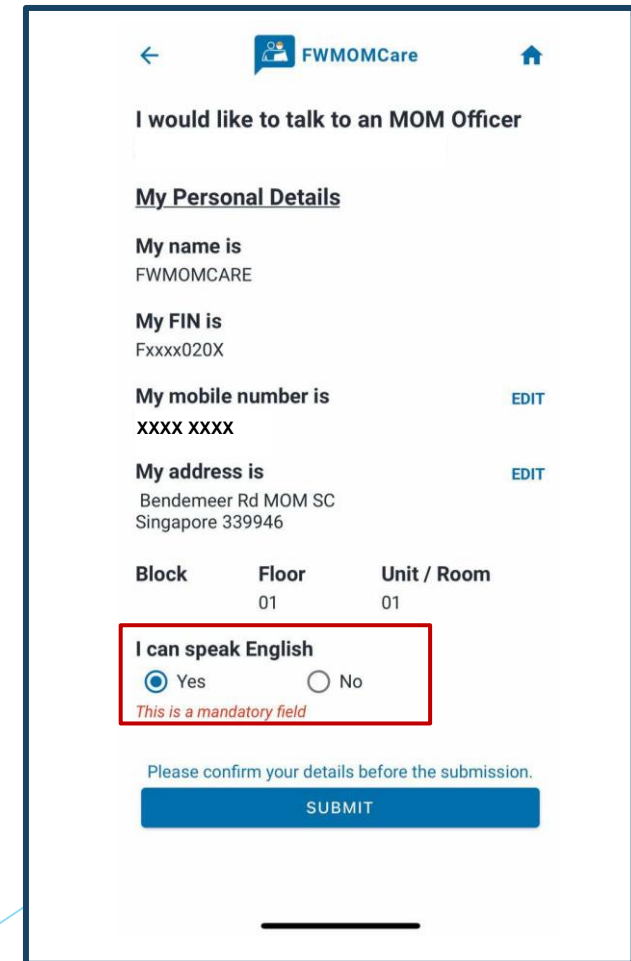 FWMOMCare
I would like to talk to an MOM Officer
My Personal Details
My name is
FWMOMCARE
My FIN is
Fxxxx020X
My mobile number is EDIT
XXXX XXXX
My address is EDIT
Bendemeer Rd MOM SC
Singapore 339946
Block Floor Unit / Room
01 01
I can speak English
Yes No
This is a mandatory field
Please confirm your details before the submission.
SUBMIT